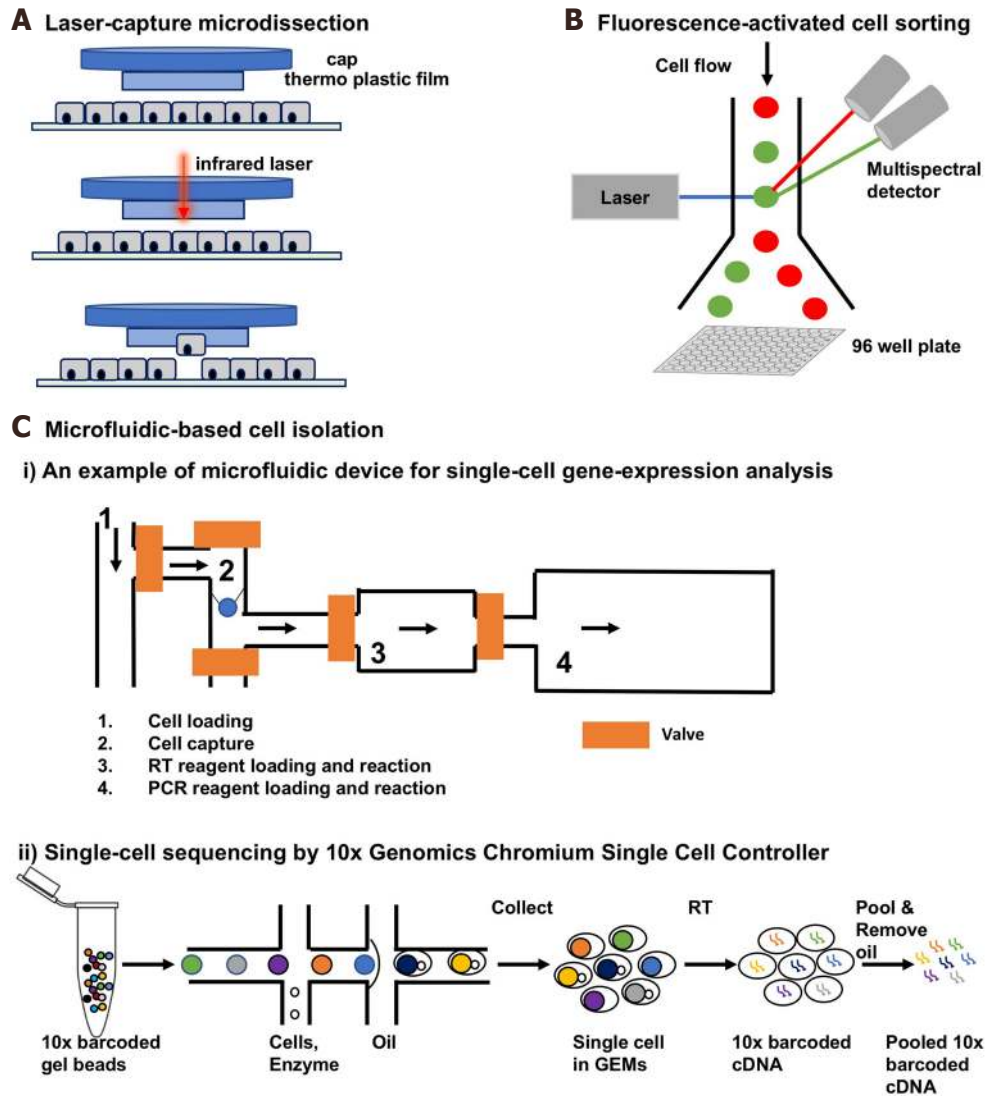 A Laser-capture microdissection
cap
thermo plastic film
infrared laser
B Fluorescence-activated cell sorting
Cell flow
Laser
Multispectral
detector
96 well plate
C Microfluidic-based cell isolation
i) An example of microfluidic device for single-cell gene-expression analysis
1
2
3
4
1. Cell loading
2. Cell capture
3. RT reagent loading and reaction
4. PCR reagent loading and reaction
Valve
ii) Single-cell sequencing by 10x Genomics Chromium Single Cell Controller
Collect
RT
Pool &
Remove
oil
10x barcoded
gel beads
Cells,
Enzyme
Oil
Single cell
in GEMs
10x barcoded
cDNA
Pooled 10x
barcoded
cDNA